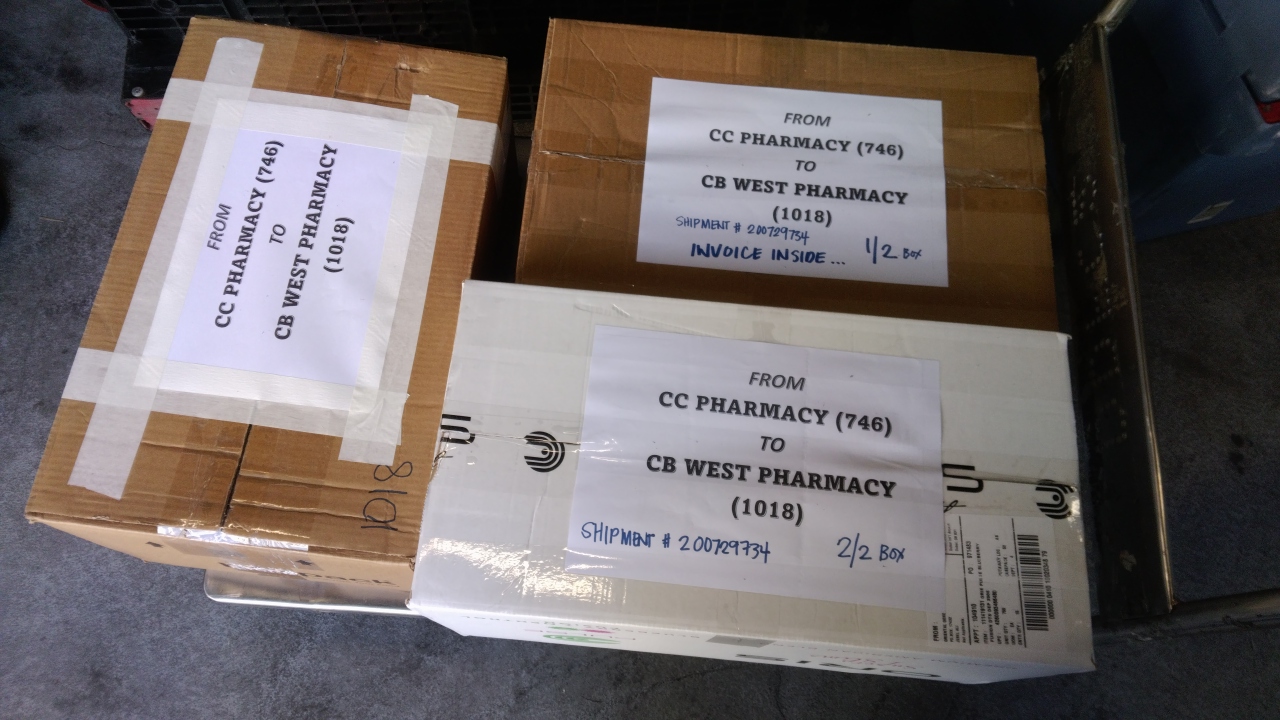 FROM
CC PHARMACY (746)
TO
CB WEST PHARMACY
(1018)
1018
FROM
CC PHARMACY (746)
TO
CB WEST PHARMACY
(1018)
SHIPMENT # 200729734
INVOICE INSIDE...
1/2 BOX
FROM
CC PHARMACY (746)
TO
CB WEST PHARMACY
(1018)
SHIPMENT # 200729734
2/2 BOX